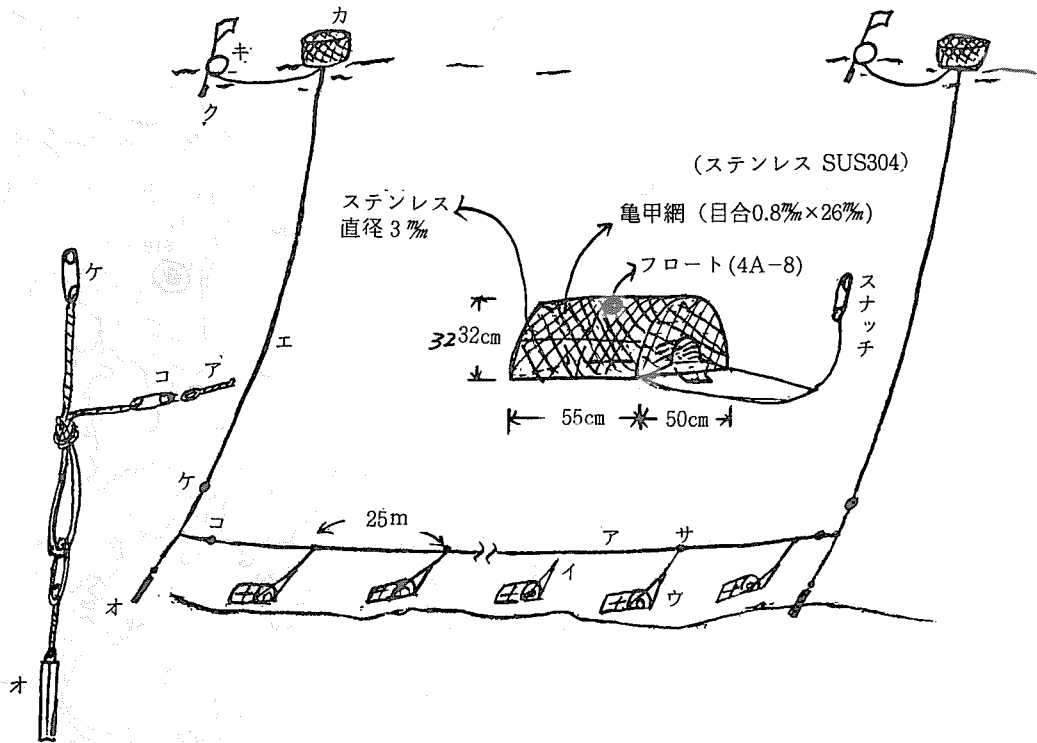 カ
キ
ク
(ステンレス SUS304)
ステンレス
直径3㎜
亀甲網(目合0.8㎜×26㎜)
フロート(4A-8)
スナッチ
32 32cm
55cm
50cm
エ
ケ
コ
ア
ケ
コ
25m
ア
サ
イ
ウ
オ
オ